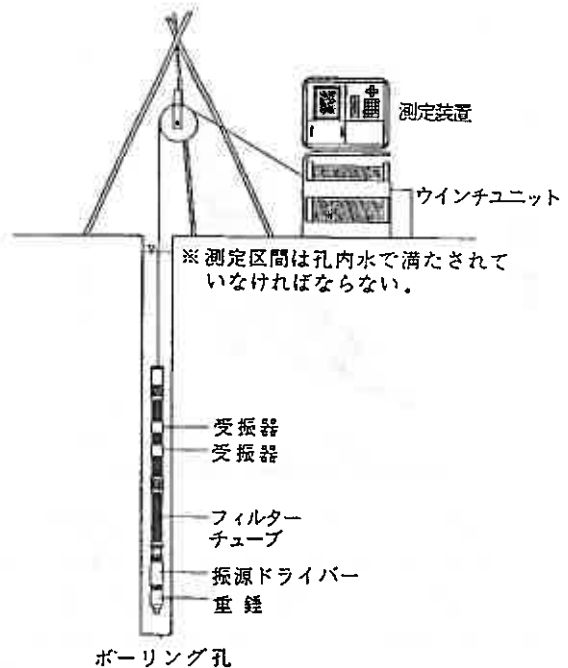 測定装置
ウインチユニット
※測定区間は孔内水で満たされて
いなければならない.
受振器
受振器
フィルター
チューブ
振源ドライバー
重錘
ボーリング孔